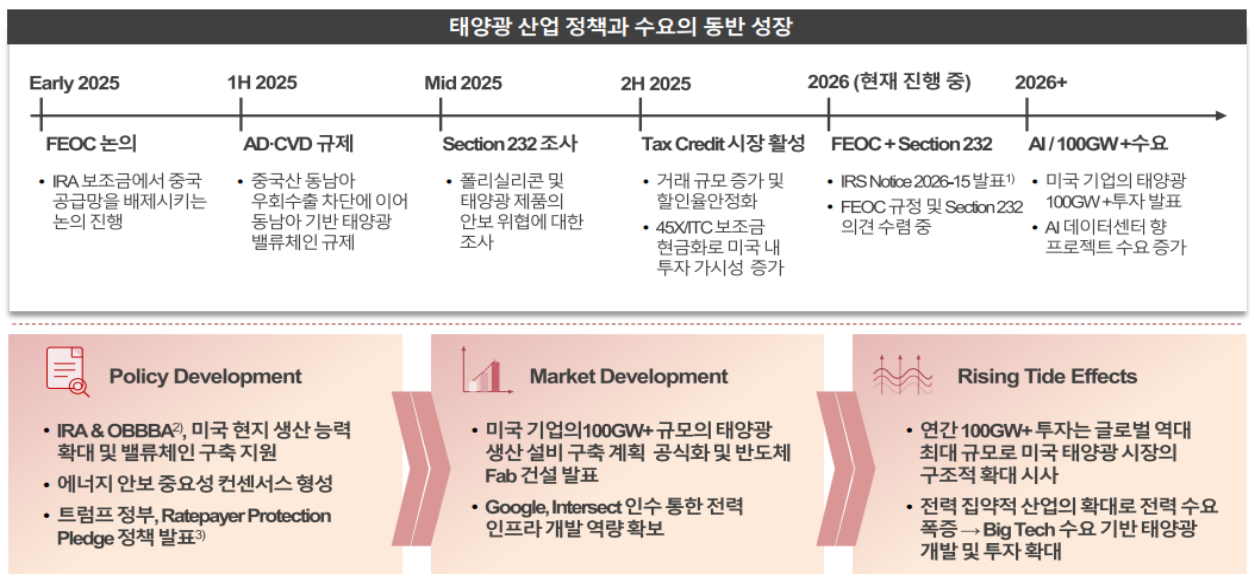 태양광 산업 정책과 수요의 동반 성장
Early 2025
FEOC 논의
• IRA 보조금에서 중국
공급망을 배제시키는
논의 진행
1H 2025
AD·CVD 규제
• 중국산 동남아
우회수출 차단에 이어
동남아 기반 태양광
밸류체인 규제
Mid 2025
Section 232 조사
• 폴리실리콘 및
태양광 제품의
안보 위협에 대한
조사
2H 2025
Tax Credit 시장 활성
• 거래 규모 증가 및
할인율안정화
• 45X/ITC 보조금
현금화로 미국 내
투자 가시성 증가
2026 (현재 진행 중)
FEOC + Section 232
• IRS Notice 2026-15 발표1)
• FEOC 규정 및 Section 232
의견 수렴 중
2026+
AI / 100GW +수요
• 미국 기업의 태양광
100GW +투자 발표
• AI 데이터센터 향
프로젝트 수요 증가
Policy Development
• IRA & OBBBA2), 미국 현지 생산 능력
확대 및 밸류체인 구축 지원
• 에너지 안보 중요성 컨센서스 형성
• 트럼프 정부, Ratepayer Protection
Pledge 정책 발표3)
Market Development
• 미국 기업의100GW+ 규모의 태양광
생산 설비 구축 계획 공식화 및 반도체
Fab 건설 발표
• Google, Intersect 인수 통한 전력
인프라 개발 역량 확보
Rising Tide Effects
• 연간 100GW+ 투자는 글로벌 역대
최대 규모로 미국 태양광 시장의
구조적 확대 시사
• 전력 집약적 산업의 확대로 전력 수요
폭증 → Big Tech 수요 기반 태양광
개발 및 투자 확대